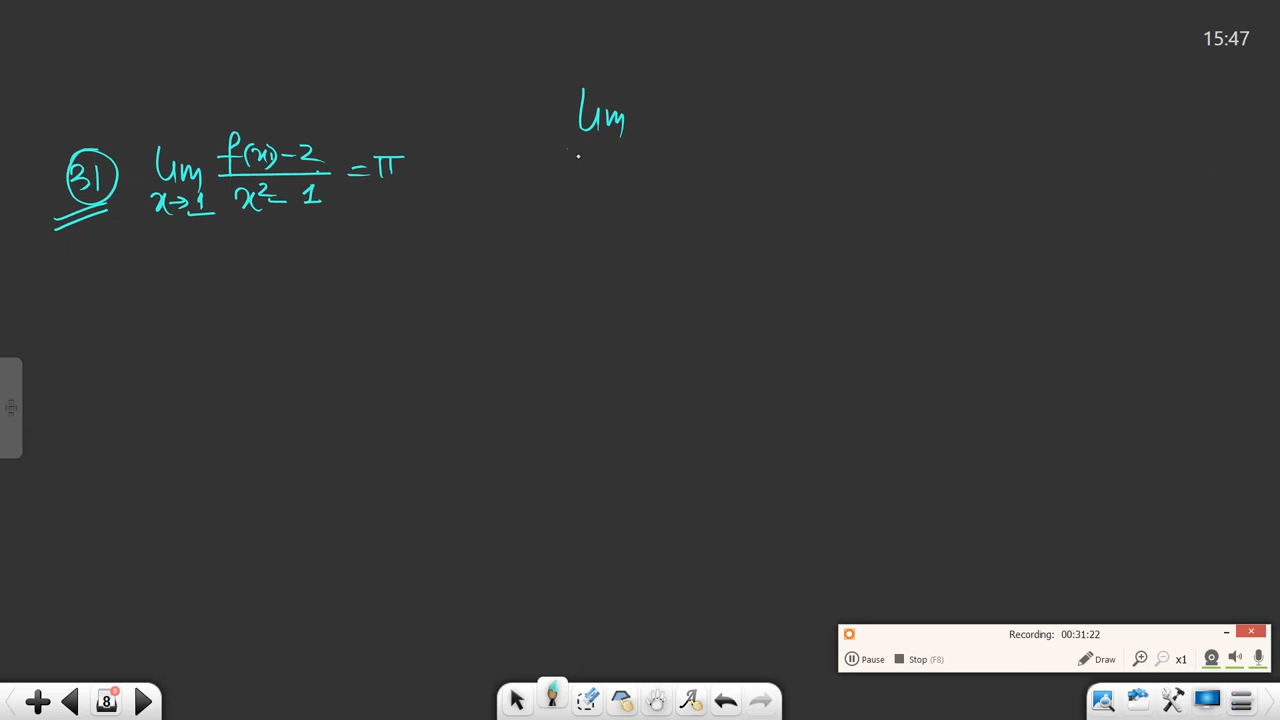 15:47
lim
31 lim x→1 f(x)-2 / x²-1 = π
Recording: 00:31:22
Pause Stop (F8) Draw x1
8
0